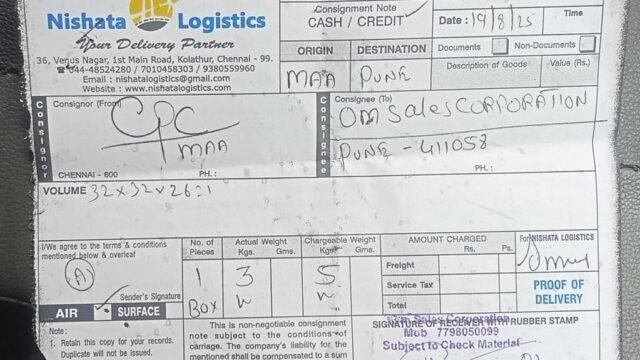 Nishata Logistics
Your Delivery Partner
36, Venus Nagar, 1st Main Road, Kolathur, Chennai - 99.
☎ 044-48524280 / 7010458303 / 9380559960
Email : nishatalogistics@gmail.com
Website : www.nishatalogistics.com
Consignment Note
CASH / CREDIT
Date : 19/8/25
Time
ORIGIN
DESTINATION
Documents
Non-Documents
MAA
PUNE
Description of Goods
Value (Rs.)
Consignor
Consignor (From)
CPC
MAA
CHENNAI - 600
PH. :
Consignee
Consignee (To)
OM Sales CORPORATION
PUNE - 411058
PH. :
VOLUME 32x32x26=1
I/We agree to the terms & conditions
mentioned below & overleaf
A
Sender's Signature
AIR
SURFACE
No. of
Pieces
Actual Weight
Kgs.
Gms.
Chargeable Weight
Kgs.
Gms.
1
3
5
Box
AMOUNT CHARGED
Rs.
Ps.
Freight
Service Tax
Total
For NISHATA LOGISTICS
PROOF OF
DELIVERY
Note :
1. Retain this copy for your records.
Duplicate will not be issued.
This is non-negotiable consignment
note subject to the conditions of
carriage. The company's liability for the
mentioned shall be compensated to a sum
SIGNATURE OF RECEIVER WITH RUBBER STAMP
Sales Corporation
Mob 7798050099
Subject to Check Material